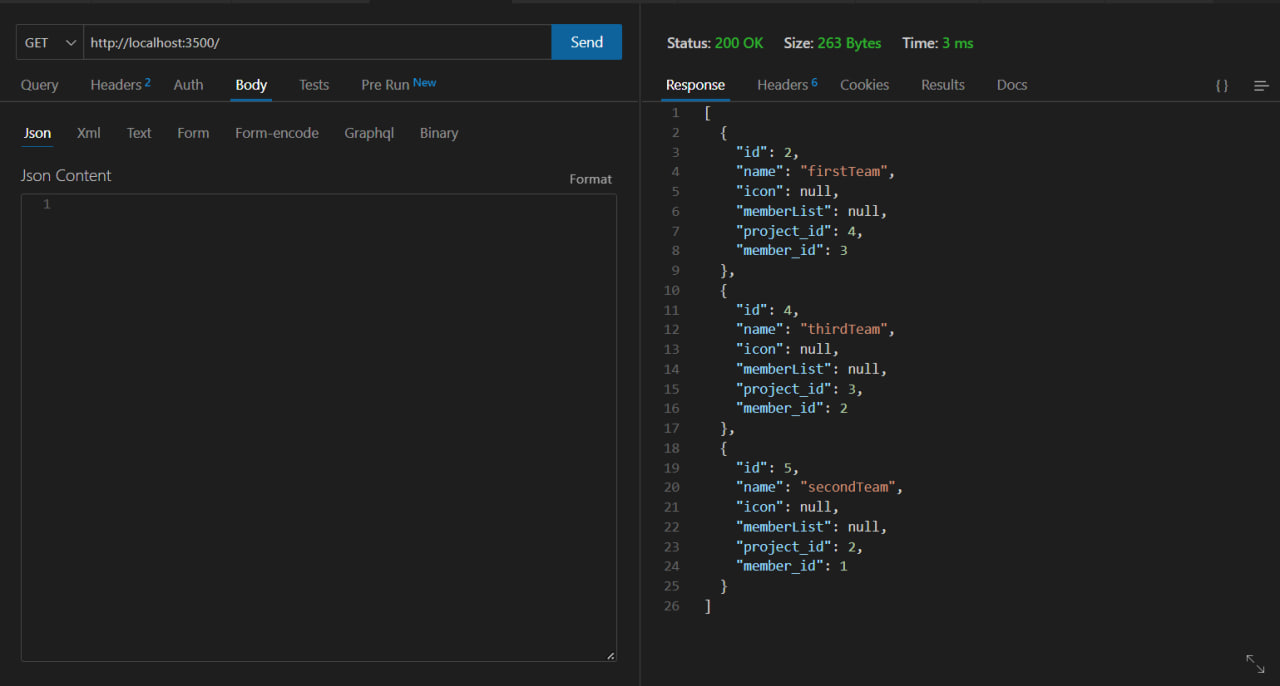 GET http://localhost:3500/ Send
Query Headers 2 Auth Body Tests Pre Run New
Json Xml Text Form Form-encode Graphql Binary
Json Content Format
1
Status: 200 OK Size: 263 Bytes Time: 3 ms
Response Headers 6 Cookies Results Docs { }
1 [
2 {
3 "id": 2,
4 "name": "firstTeam",
5 "icon": null,
6 "memberList": null,
7 "project_id": 4,
8 "member_id": 3
9 },
10 {
11 "id": 4,
12 "name": "thirdTeam",
13 "icon": null,
14 "memberList": null,
15 "project_id": 3,
16 "member_id": 2
17 },
18 {
19 "id": 5,
20 "name": "secondTeam",
21 "icon": null,
22 "memberList": null,
23 "project_id": 2,
24 "member_id": 1
25 }
26 ]